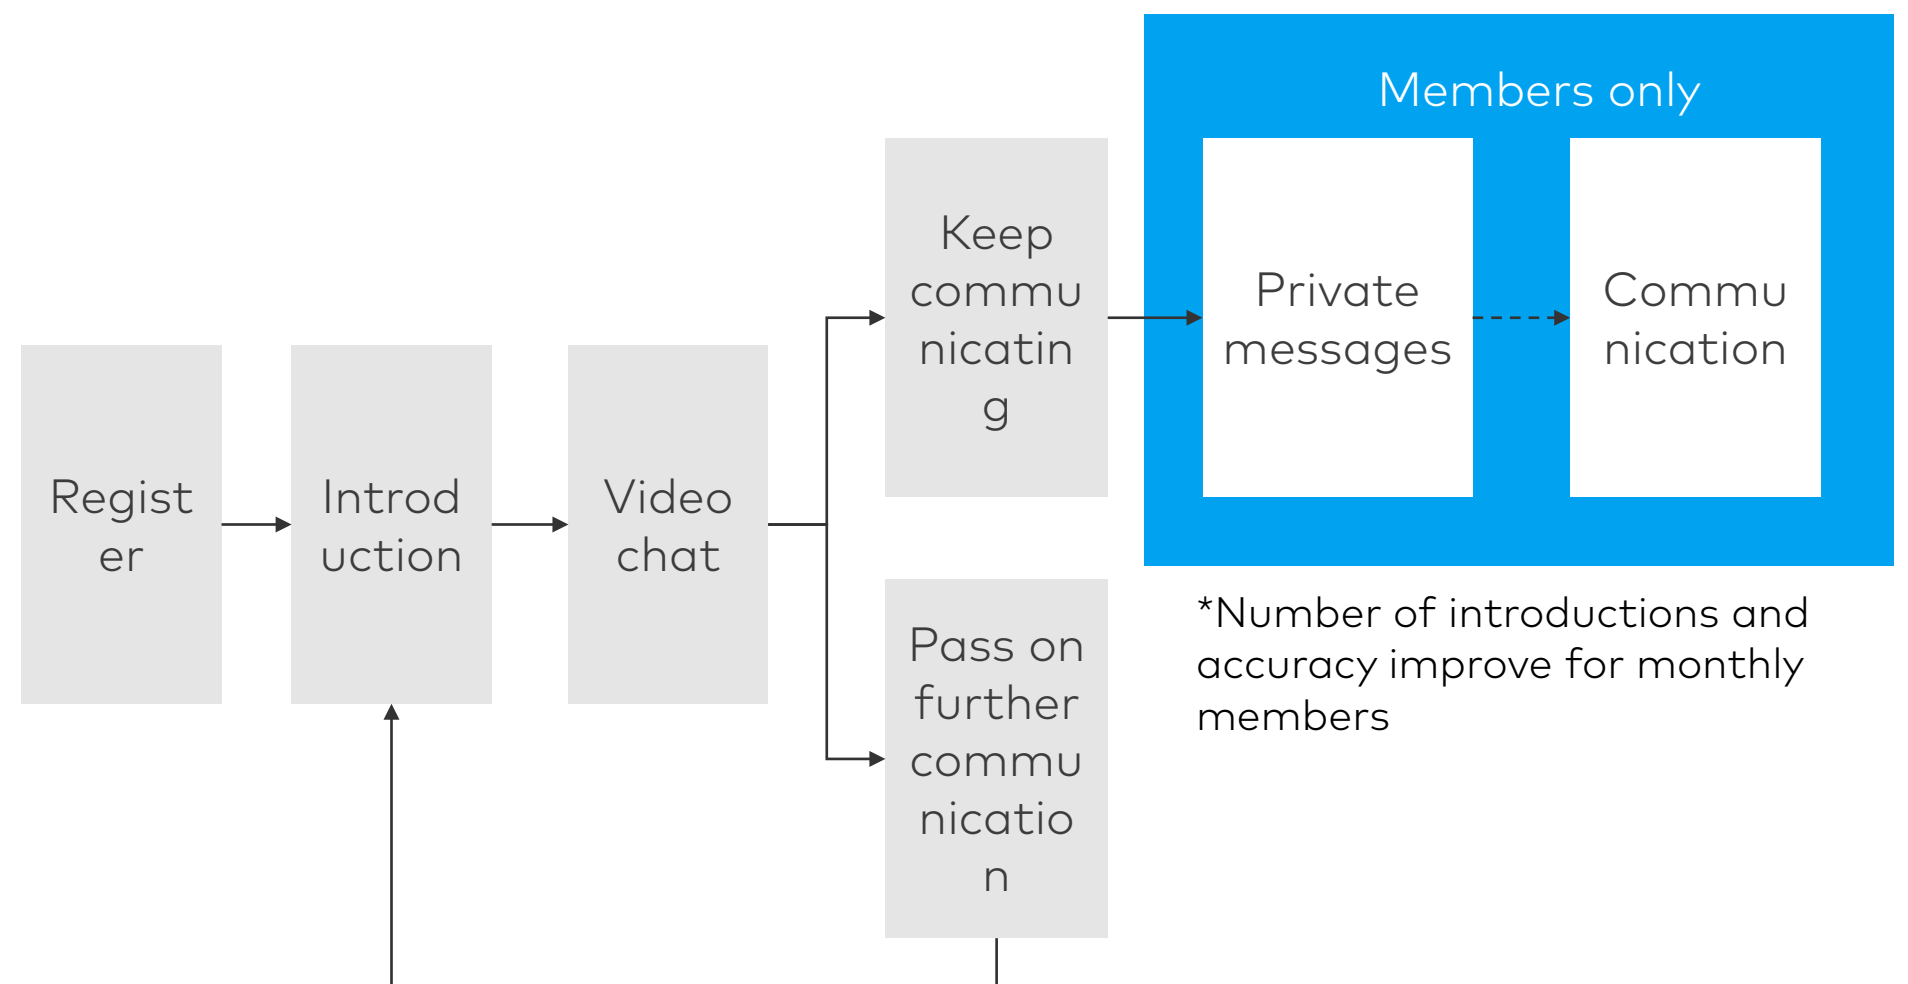 Members only
Regist
er
Introd
uction
Video
chat
Keep
commu
nicatin
g
Private
messages
Commu
nication
Pass on
further
commu
nicatio
n
*Number of introductions and
accuracy improve for monthly
members